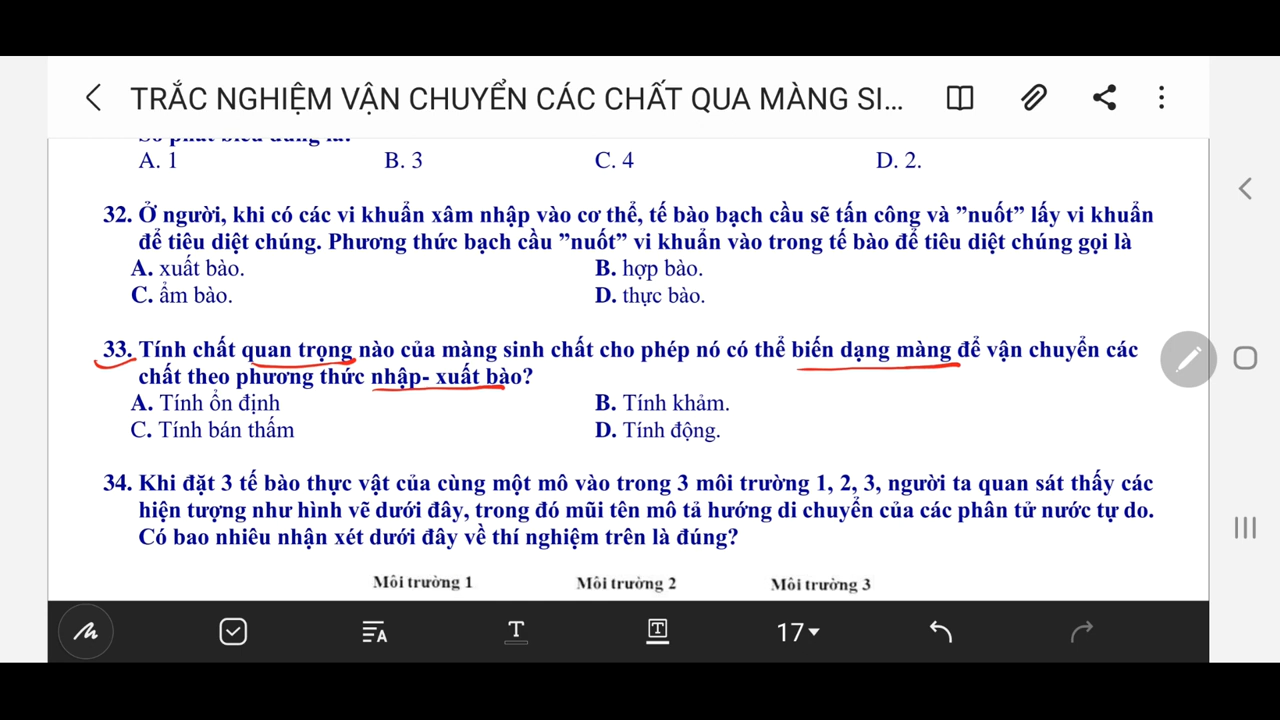 TRẮC NGHIỆM VẬN CHUYỂN CÁC CHẤT QUA MÀNG SI...
Số phát biểu đúng là:
A. 1 B. 3 C. 4 D. 2.
32. Ở người, khi có các vi khuẩn xâm nhập vào cơ thể, tế bào bạch cầu sẽ tấn công và ”nuốt” lấy vi khuẩn
để tiêu diệt chúng. Phương thức bạch cầu ”nuốt” vi khuẩn vào trong tế bào để tiêu diệt chúng gọi là
A. xuất bào. B. hợp bào.
C. ẩm bào. D. thực bào.
33. Tính chất quan trọng nào của màng sinh chất cho phép nó có thể biến dạng màng để vận chuyển các
chất theo phương thức nhập- xuất bào?
A. Tính ổn định B. Tính khảm.
C. Tính bán thấm D. Tính động.
34. Khi đặt 3 tế bào thực vật của cùng một mô vào trong 3 môi trường 1, 2, 3, người ta quan sát thấy các
hiện tượng như hình vẽ dưới đây, trong đó mũi tên mô tả hướng di chuyển của các phân tử nước tự do.
Có bao nhiêu nhận xét dưới đây về thí nghiệm trên là đúng?
Môi trường 1 Môi trường 2 Môi trường 3
17